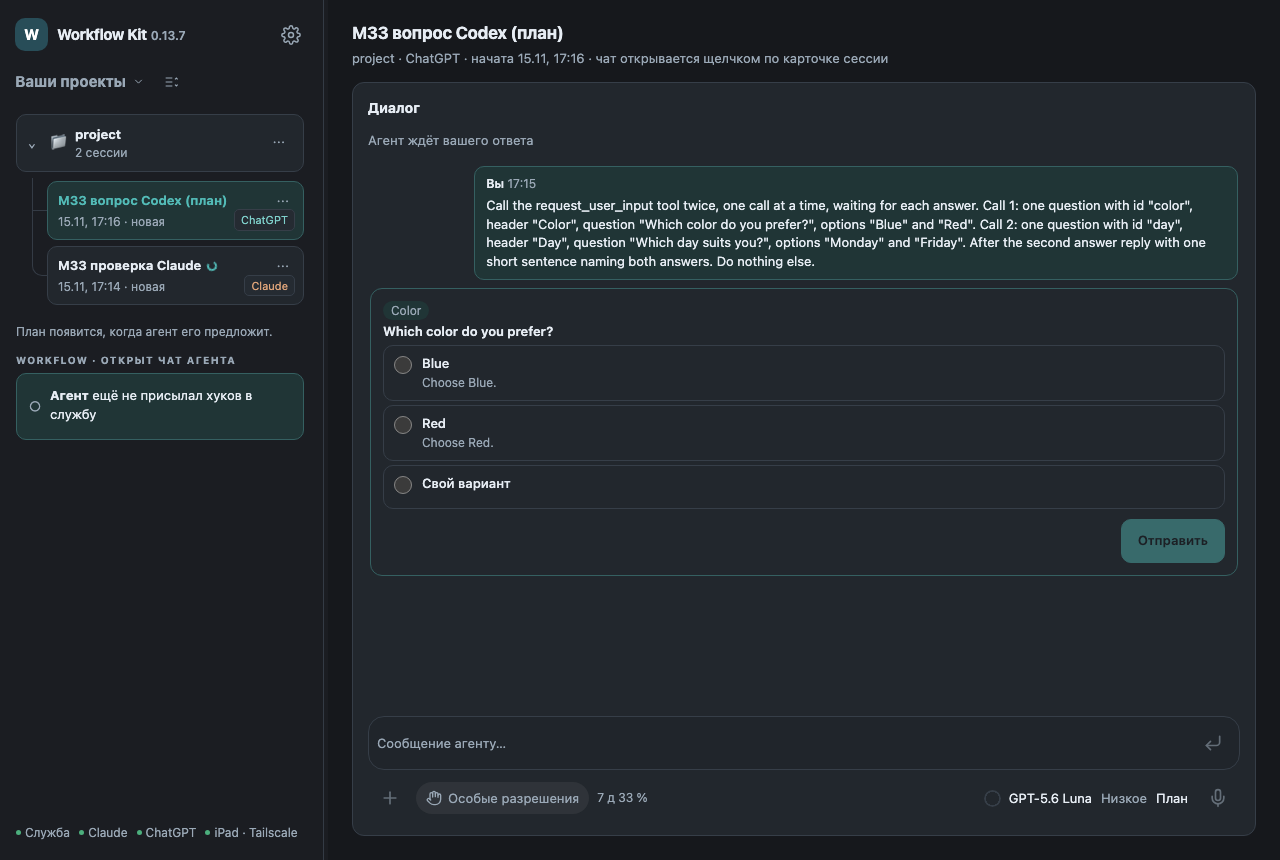 W Workflow Kit 0.13.7
Ваши проекты
project
2 сессии
М33 вопрос Codex (план)
15.11, 17:16 · новая
ChatGPT
М33 проверка Claude
15.11, 17:14 · новая
Claude
План появится, когда агент его предложит.
WORKFLOW · ОТКРЫТ ЧАТ АГЕНТА
Агент ещё не присылал хуков в
службу
Служба Claude ChatGPT iPad · Tailscale
М33 вопрос Codex (план)
project · ChatGPT · начата 15.11, 17:16 · чат открывается щелчком по карточке сессии
Диалог
Агент ждёт вашего ответа
Вы 17:15
Call the request_user_input tool twice, one call at a time, waiting for each answer. Call 1: one question with id "color",
header "Color", question "Which color do you prefer?", options "Blue" and "Red". Call 2: one question with id "day",
header "Day", question "Which day suits you?", options "Monday" and "Friday". After the second answer reply with one
short sentence naming both answers. Do nothing else.
Color
Which color do you prefer?
Blue
Choose Blue.
Red
Choose Red.
Свой вариант
Отправить
Сообщение агенту...
Особые разрешения 7 д 33 % GPT-5.6 Luna Низкое План